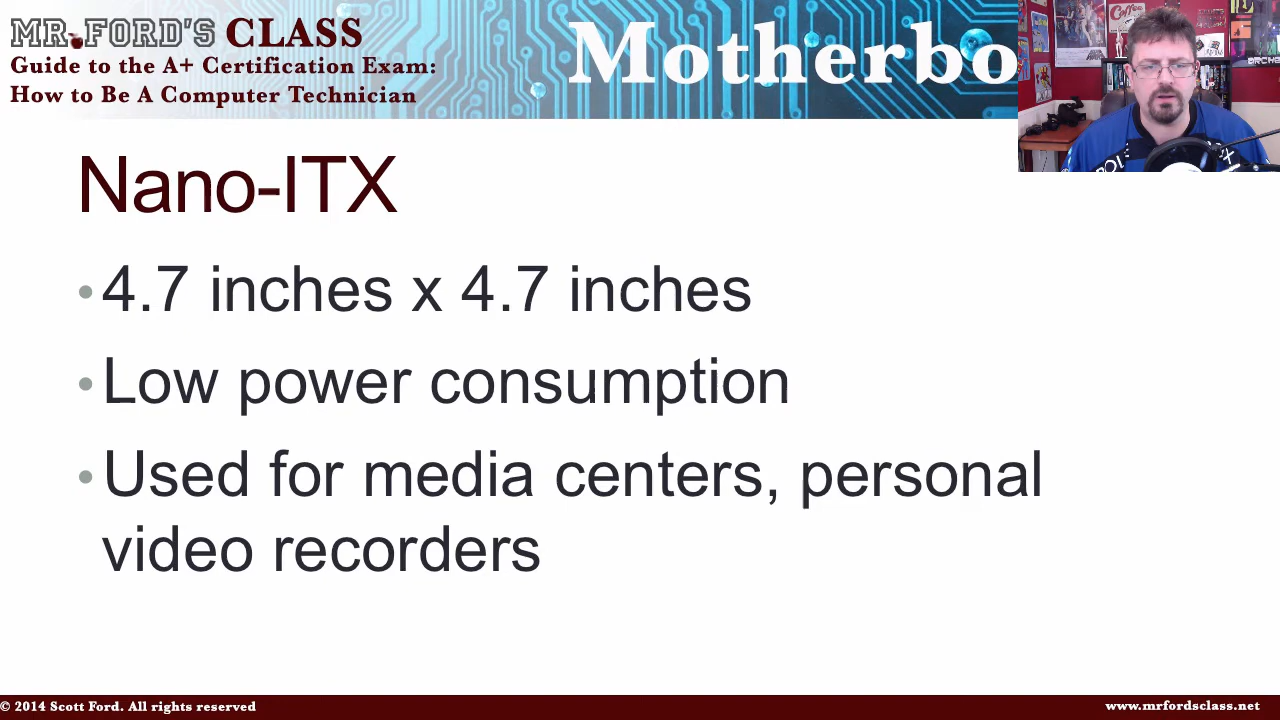 MR.FORD'S CLASS
Guide to the A+ Certification Exam:
How to Be A Computer Technician
Motherbo
Nano-ITX
•4.7 inches x 4.7 inches
•Low power consumption
•Used for media centers, personal
video recorders
© 2014 Scott Ford. All rights reserved
www.mrfordsclass.net